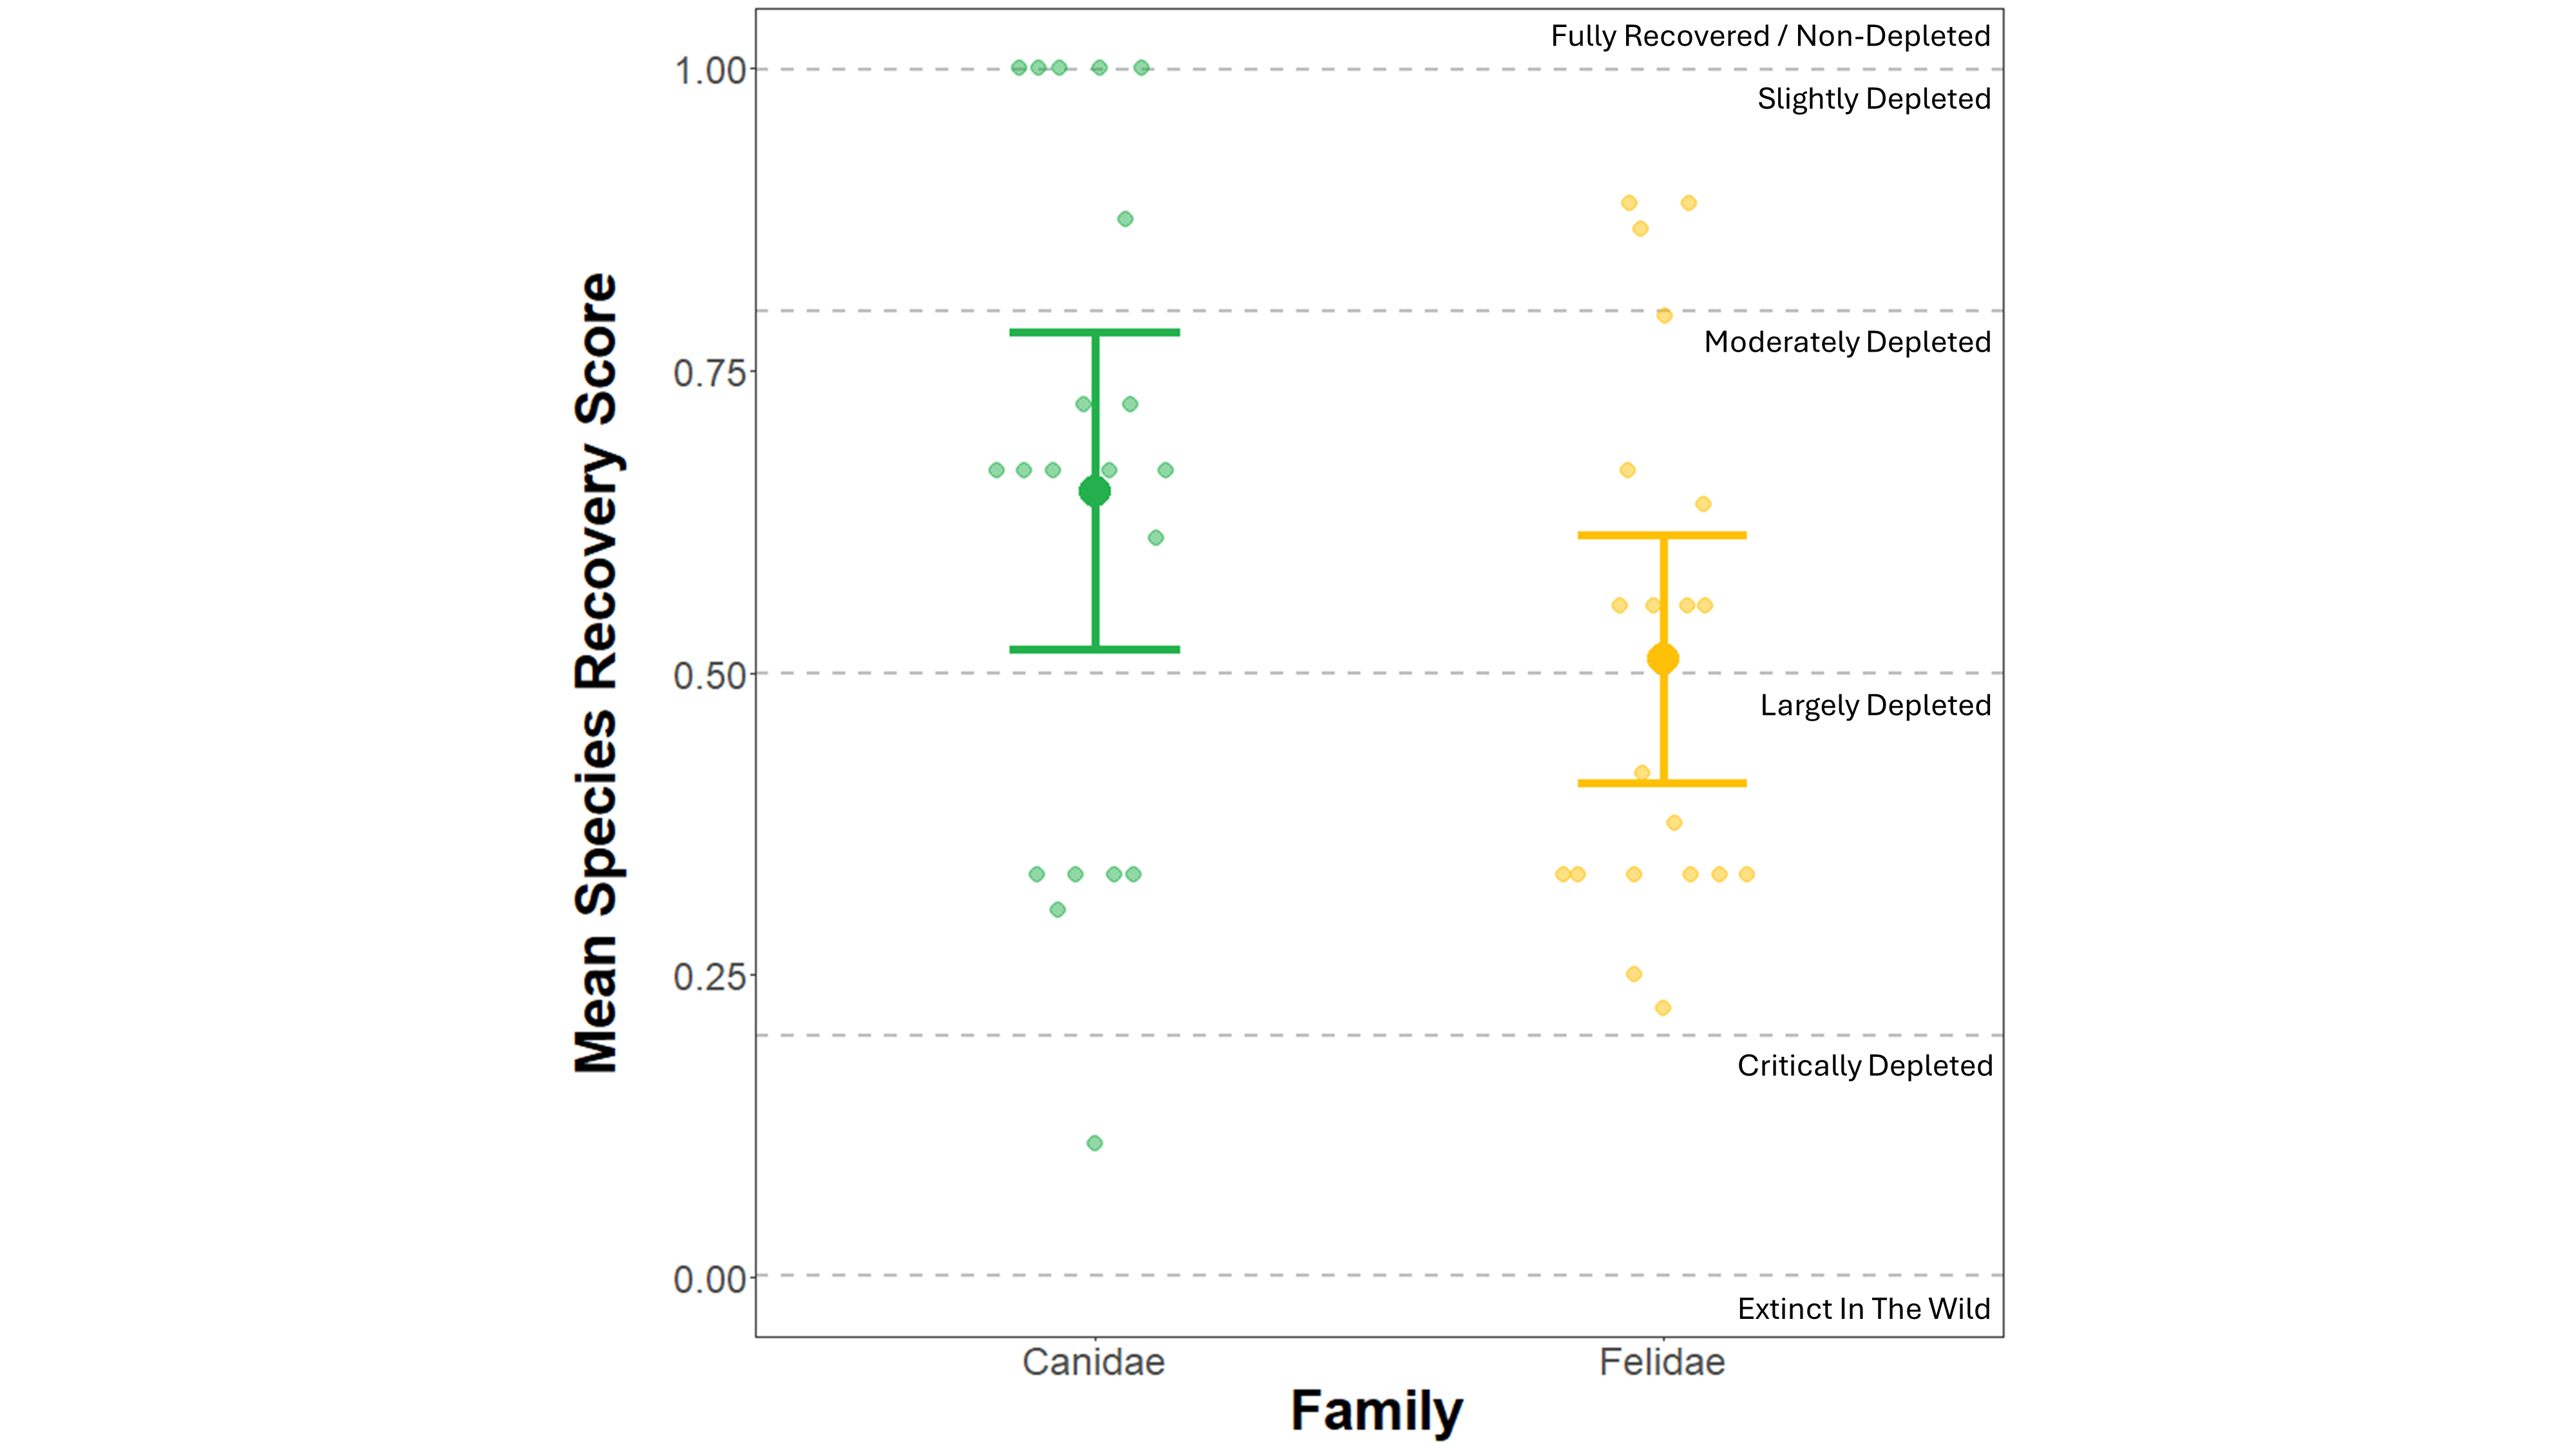 Fully Recovered / Non-Depleted
1.00
Slightly Depleted
Moderately Depleted
0.75
Mean Species Recovery Score
0.50
Largely Depleted
0.25
Critically Depleted
0.00
Extinct In The Wild
Canidae
Felidae
Family